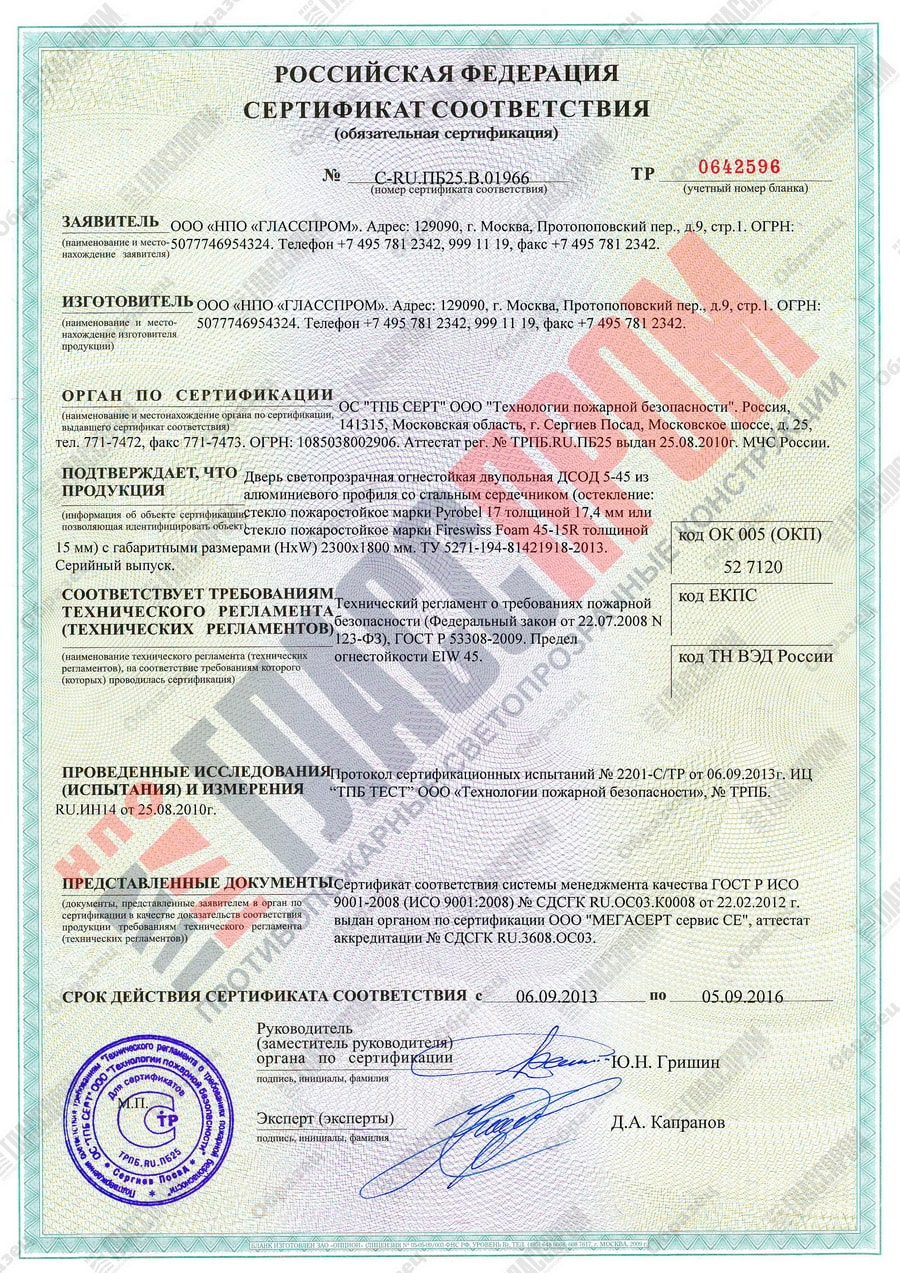 РОССИЙСКАЯ ФЕДЕРАЦИЯ
СЕРТИФИКАТ СООТВЕТСТВИЯ
(обязательная сертификация)
№ C-RU.ПБ25.В.01966 ТР 0642596
(номер сертификата соответствия) (учетный номер бланка)
ЗАЯВИТЕЛЬ ООО «НПО «ГЛАССПРОМ». Адрес: 129090, г. Москва, Протопоповский пер., д.9, стр.1. ОГРН:
(наименование и место- 5077746954324. Телефон +7 495 781 2342, 999 11 19, факс +7 495 781 2342.
нахождение заявителя)
ИЗГОТОВИТЕЛЬ ООО «НПО «ГЛАССПРОМ». Адрес: 129090, г. Москва, Протопоповский пер., д.9, стр.1. ОГРН:
(наименование и место- 5077746954324. Телефон +7 495 781 2342, 999 11 19, факс +7 495 781 2342.
нахождение изготовителя
продукции)
ОРГАН ПО СЕРТИФИКАЦИИ
(наименование и местонахождение органа по сертификации, ОС "ТПБ СЕРТ" ООО "Технологии пожарной безопасности". Россия,
выдавшего сертификат соответствия) 141315, Московская область, г. Сергиев Посад, Московское шоссе, д. 25,
тел. 771-7472, факс 771-7473. ОГРН: 1085038002906. Аттестат рег. № ТРПБ.RU.ПБ25 выдан 25.08.2010г. МЧС России.
ПОДТВЕРЖДАЕТ, ЧТО Дверь светопрозрачная огнестойкая двупольная ДСОД 5-45 из
ПРОДУКЦИЯ алюминиевого профиля со стальным сердечником (остекление:
(информация об объекте сертификации, стекло пожаростойкое марки Pyrobel 17 толщиной 17,4 мм или
позволяющая идентифицировать объект) стекло пожаростойкое марки Fireswiss Foam 45-15R толщиной
15 мм) с габаритными размерами (HxW) 2300x1800 мм. ТУ 5271-194-81421918-2013.
Серийный выпуск.
код ОК 005 (ОКП)
52 7120
код ЕКПС
код ТН ВЭД России
СООТВЕТСТВУЕТ ТРЕБОВАНИЯМ
ТЕХНИЧЕСКОГО РЕГЛАМЕНТА Технический регламент о требованиях пожарной
(ТЕХНИЧЕСКИХ РЕГЛАМЕНТОВ) безопасности (Федеральный закон от 22.07.2008 N
123-ФЗ), ГОСТ Р 53308-2009. Предел
огнестойкости EIW 45.
(наименование технического регламента (технических
регламентов), на соответствие требованиям которого
(которых) проводилась сертификация)
ПРОВЕДЕННЫЕ ИССЛЕДОВАНИЯ Протокол сертификационных испытаний № 2201-С/ТР от 06.09.2013г. ИЦ
(ИСПЫТАНИЯ) И ИЗМЕРЕНИЯ “ТПБ ТЕСТ” ООО «Технологии пожарной безопасности», № ТРПБ.
RU.ИН14 от 25.08.2010г.
ПРЕДСТАВЛЕННЫЕ ДОКУМЕНТЫ Сертификат соответствия системы менеджмента качества ГОСТ Р ИСО
(документы, представленные заявителем в орган по 9001-2008 (ИСО 9001:2008) № СДСГК RU.ОС03.К0008 от 22.02.2012 г.
сертификации в качестве доказательств соответствия выдан органом по сертификации ООО "МЕГАСЕРТ сервис СЕ", аттестат
продукции требованиям технического регламента аккредитации № СДСГК RU.3608.ОС03.
(технических регламентов))
СРОК ДЕЙСТВИЯ СЕРТИФИКАТА СООТВЕТСТВИЯ с 06.09.2013 по 05.09.2016
Руководитель
(заместитель руководителя)
органа по сертификации Ю.Н. Гришин
подпись, инициалы, фамилия
Эксперт (эксперты) Д.А. Капранов
подпись, инициалы, фамилия
М.П.
Подтверждения соответствия требованиям "Технического регламента о требованиях пожарной безопасности"
ОС "ТПБ СЕРТ" ООО "Технологии пожарной безопасности"
Для сертификатов
ТР
ТРПБ.RU.ПБ25
Сергиев Посад
НПО
ГЛАССПРОМ
ПРОТИВОПОЖАРНЫЕ СВЕТОПРОЗРАЧНЫЕ КОНСТРУКЦИИ
Образец